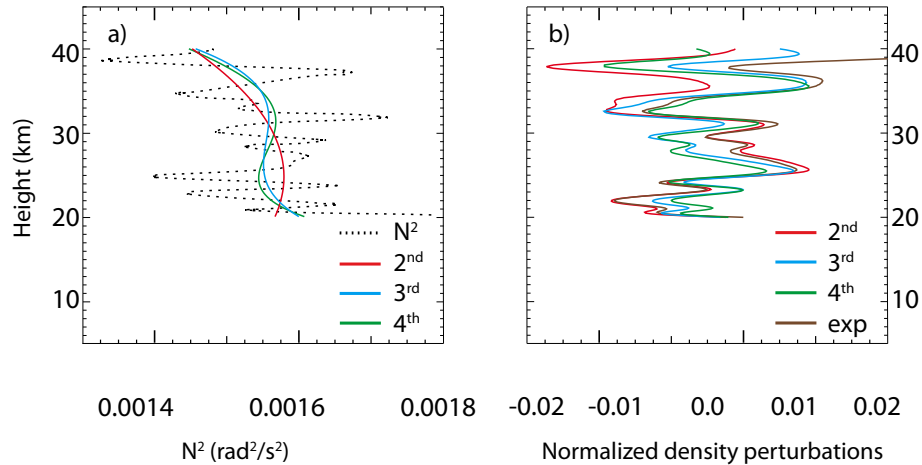 a)
b)
40
30
20
10
Height (km)
N²
2ⁿᵈ
3ʳᵈ
4ᵗʰ
2ⁿᵈ
3ʳᵈ
4ᵗʰ
exp
40
30
20
10
0.0014 0.0016 0.0018
-0.02 -0.01 0.0 0.01 0.02
N² (rad²/s²)
Normalized density perturbations